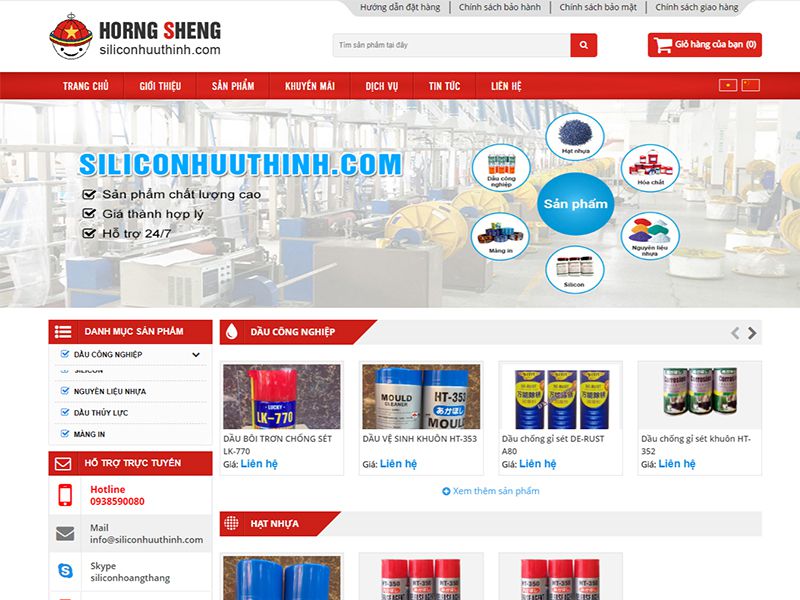 Hướng dẫn đặt hàng | Chính sách bảo hành | Chính sách bảo mật | Chính sách giao hàng
HORNG SHENG
siliconhuuthinh.com
Tìm sản phẩm tại đây
Giỏ hàng của bạn (0)
TRANG CHỦ GIỚI THIỆU SẢN PHẨM KHUYẾN MÃI DỊCH VỤ TIN TỨC LIÊN HỆ
SILICONHUUTHINH.COM
Sản phẩm chất lượng cao
Giá thành hợp lý
Hỗ trợ 24/7
Hạt nhựa
Dầu công
nghiệp
Hóa chất
Sản phẩm
Màng in
Nguyên liệu
nhựa
Silicon
DANH MỤC SẢN PHẨM
DẦU CÔNG NGHIỆP
SILICON
NGUYÊN LIỆU NHỰA
DẦU THỦY LỰC
MÀNG IN
HỖ TRỢ TRỰC TUYẾN
Hotline
0938590080
Mail
info@siliconhuuthinh.com
Skype
siliconhoangthang
DẦU CÔNG NGHIỆP
LUCKY
LK-770
DẦU BÔI TRƠN CHỐNG SÉT
LK-770
Giá: Liên hệ
MOULD
CLEANER
HT-353
MOULD
DẦU VỆ SINH KHUÔN HT-353
Giá: Liên hệ
Dầu chống gỉ sét DE-RUST
A80
Giá: Liên hệ
Corrosion
Dầu chống gỉ sét khuôn HT-
352
Giá: Liên hệ
Xem thêm sản phẩm
HẠT NHỰA
HT-350 HT-350 HT-350
HT-350 HT-350 HT-350